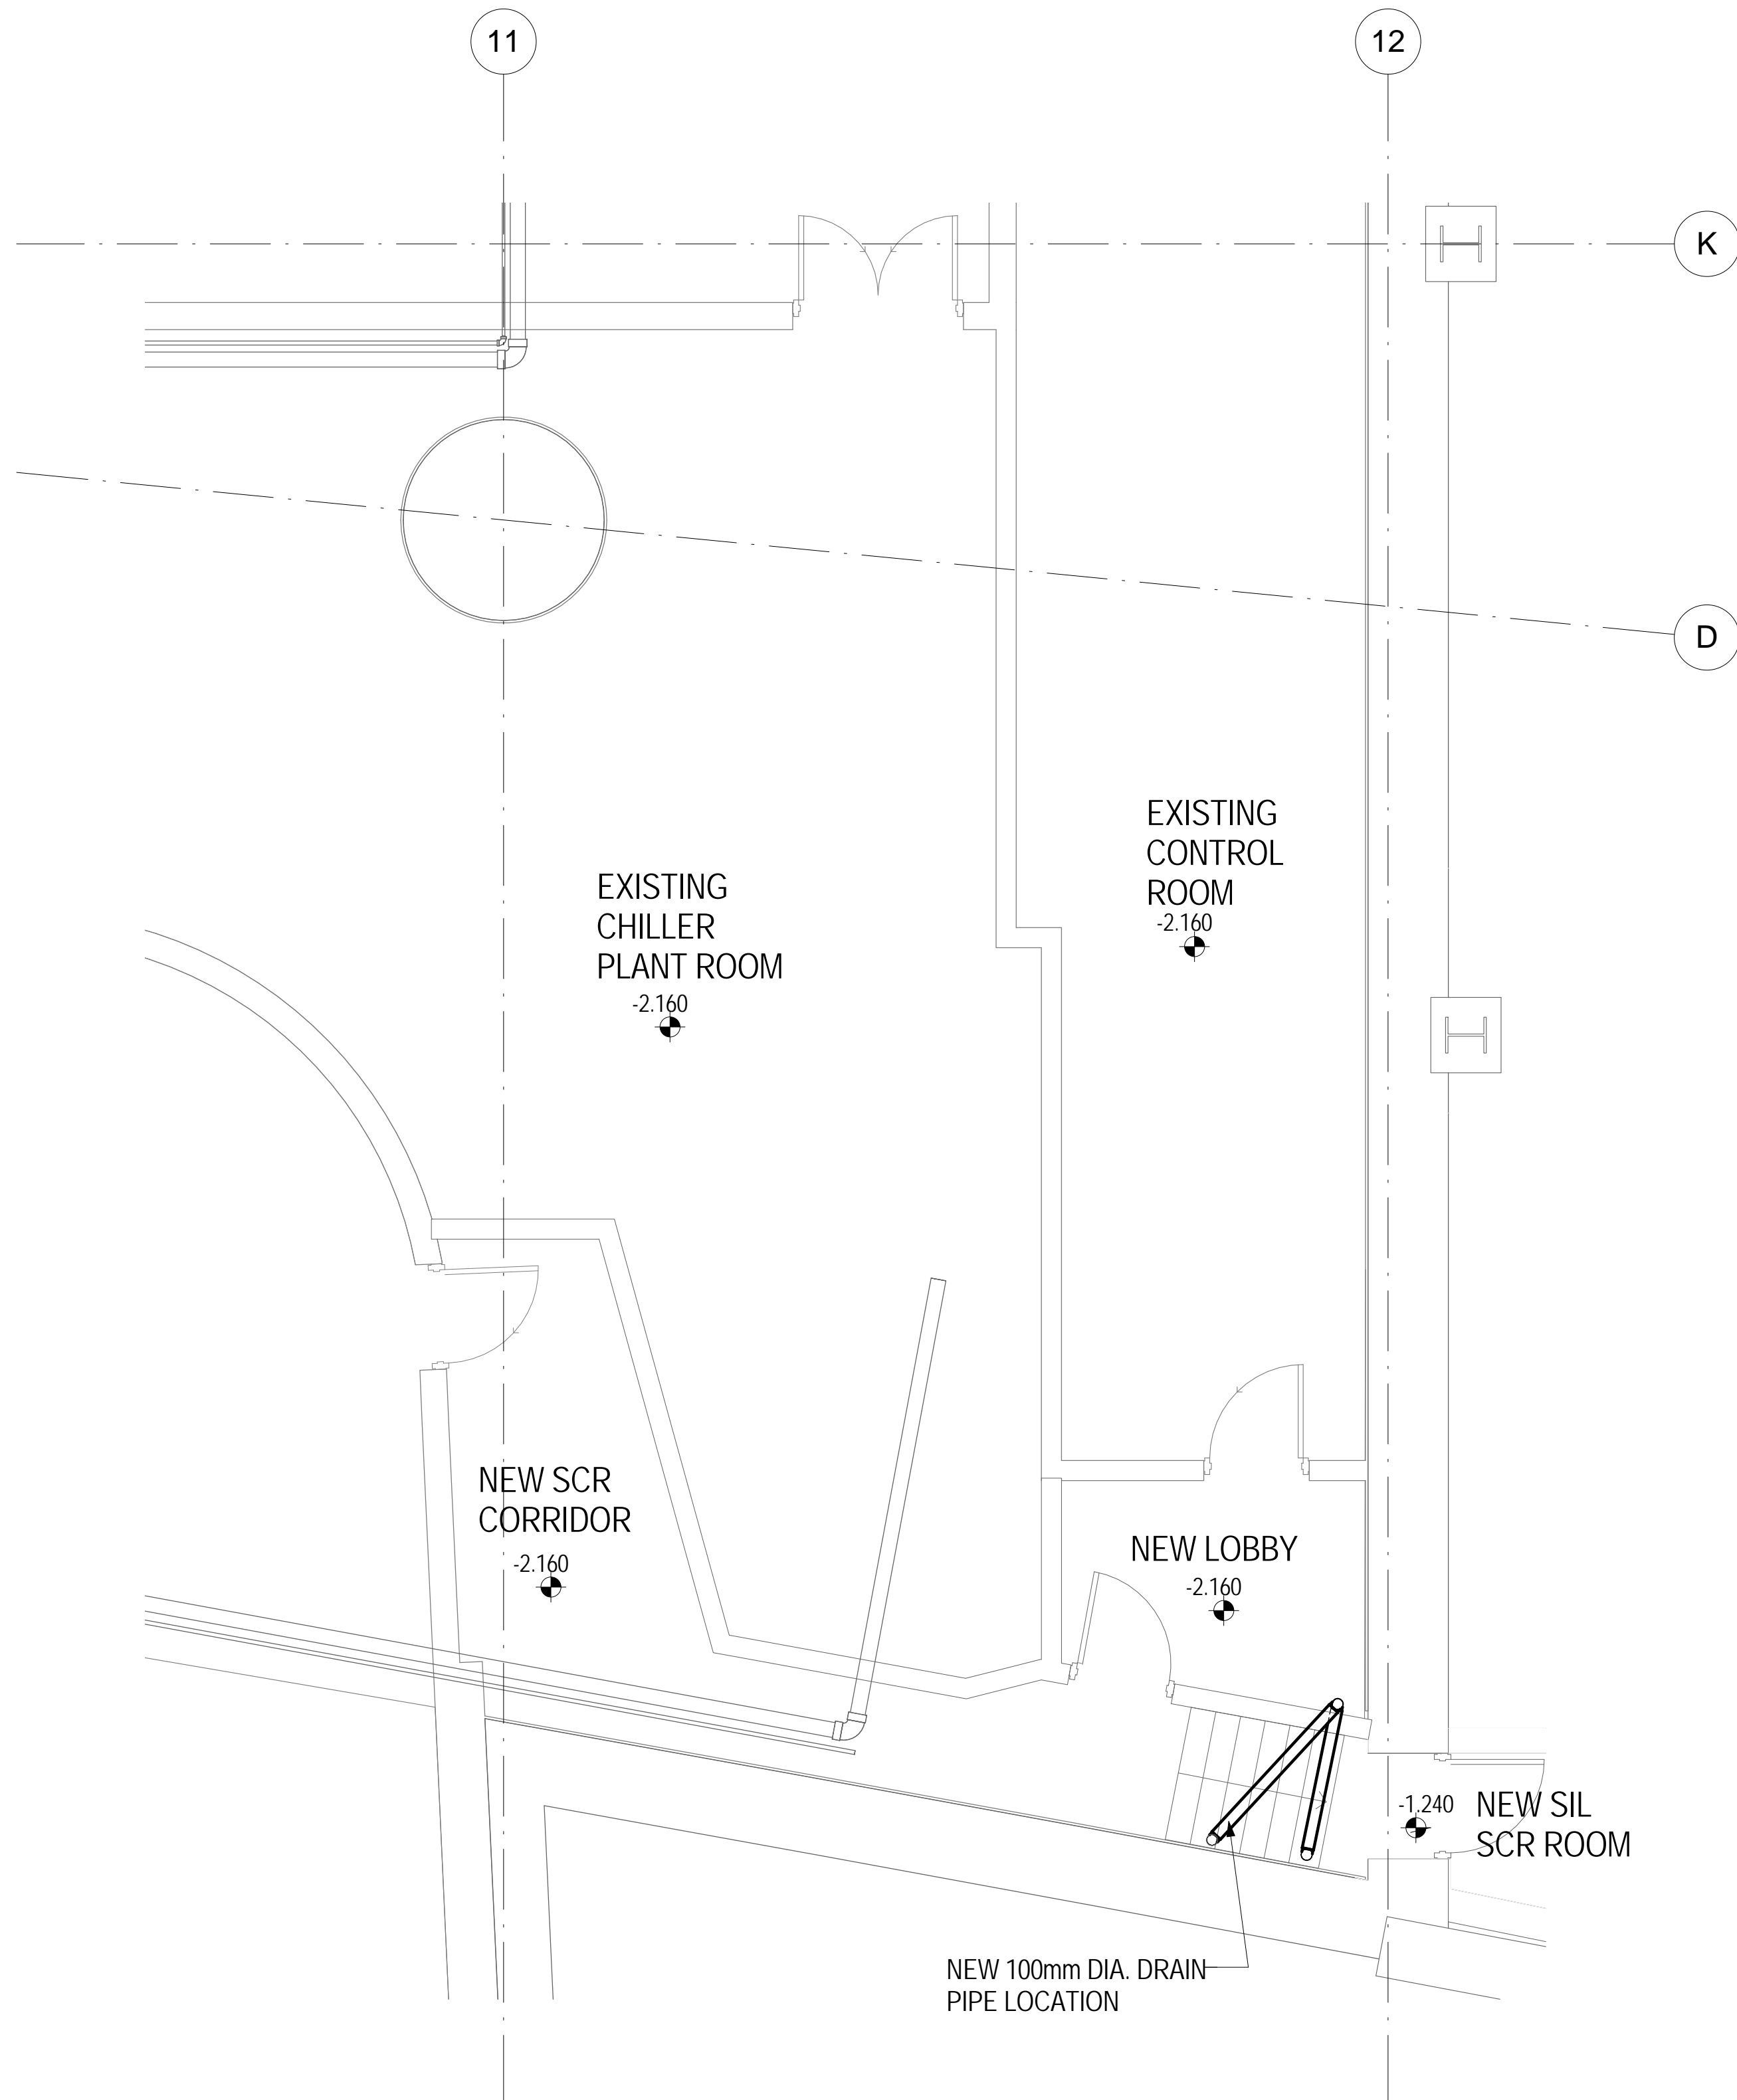 11
12
K
D
EXISTING
CONTROL
ROOM
-2.160
EXISTING
CHILLER
PLANT ROOM
-2.160
NEW SCR
CORRIDOR
-2.160
NEW LOBBY
-2.160
-1.240
NEW SIL
SCR ROOM
NEW 100mm DIA. DRAIN
PIPE LOCATION